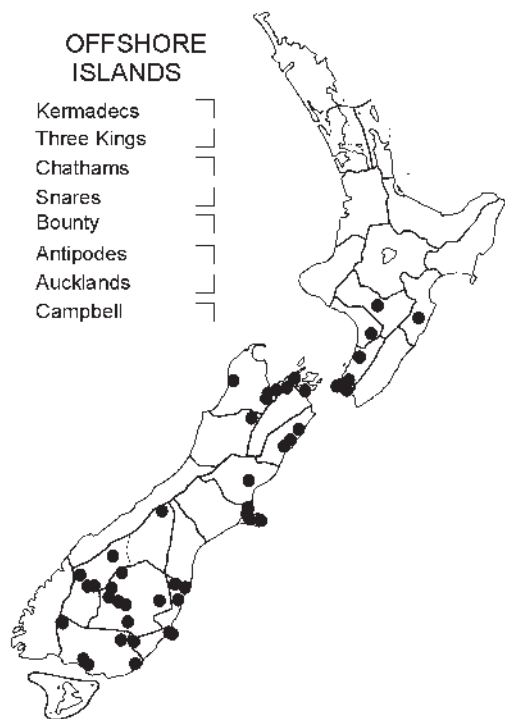 OFFSHORE
ISLANDS
Kermadecs
Three Kings
Chathams
Snares
Bounty
Antipodes
Aucklands
Campbell